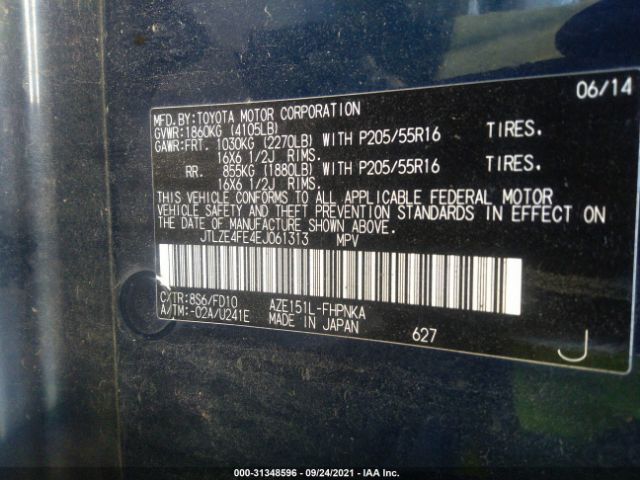 06/14
MFD.BY:TOYOTA MOTOR CORPORATION
GVWR:1860KG (4105LB)
GAWR:FRT. 1030KG (2270LB) WITH P205/55R16 TIRES.
16X6 1/2J RIMS.
RR. 855KG (1880LB) WITH P205/55R16 TIRES.
16X6 1/2J RIMS.
THIS VEHICLE CONFORMS TO ALL APPLICABLE FEDERAL MOTOR
VEHICLE SAFETY AND THEFT PREVENTION STANDARDS IN EFFECT ON
THE DATE OF MANUFACTURE SHOWN ABOVE.
JTLZE4FE4EJ061313 MPV
C/TR:8S6/FD10 AZE151L-FHPNKA
A/TM:-02A/U241E MADE IN JAPAN 627 J
000-31348596 - 09/24/2021 - IAA Inc.